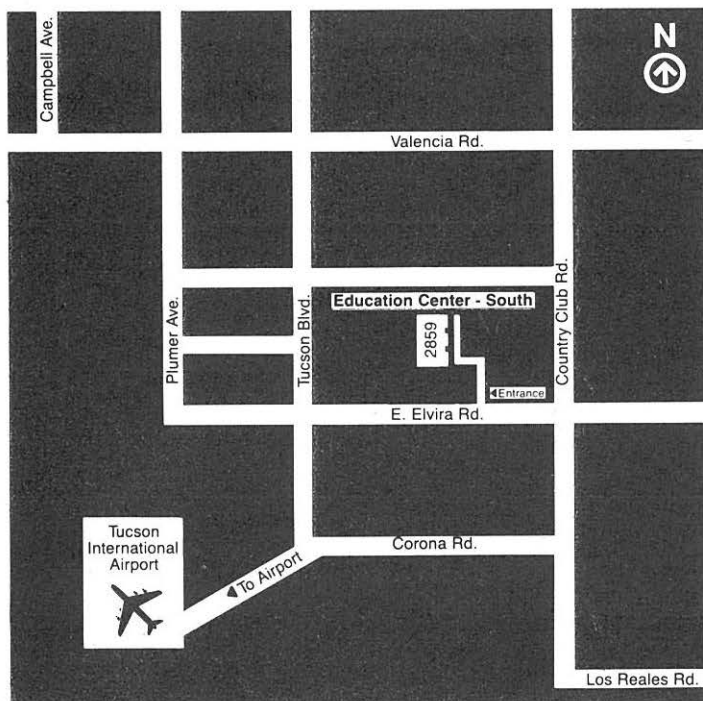 Campbell Ave.
N
Valencia Rd.
Education Center - South
Plumer Ave.
Tucson Blvd.
2859
Country Club Rd.
Entrance
E. Elvira Rd.
Tucson
International
Airport
To Airport
Corona Rd.
Los Reales Rd.